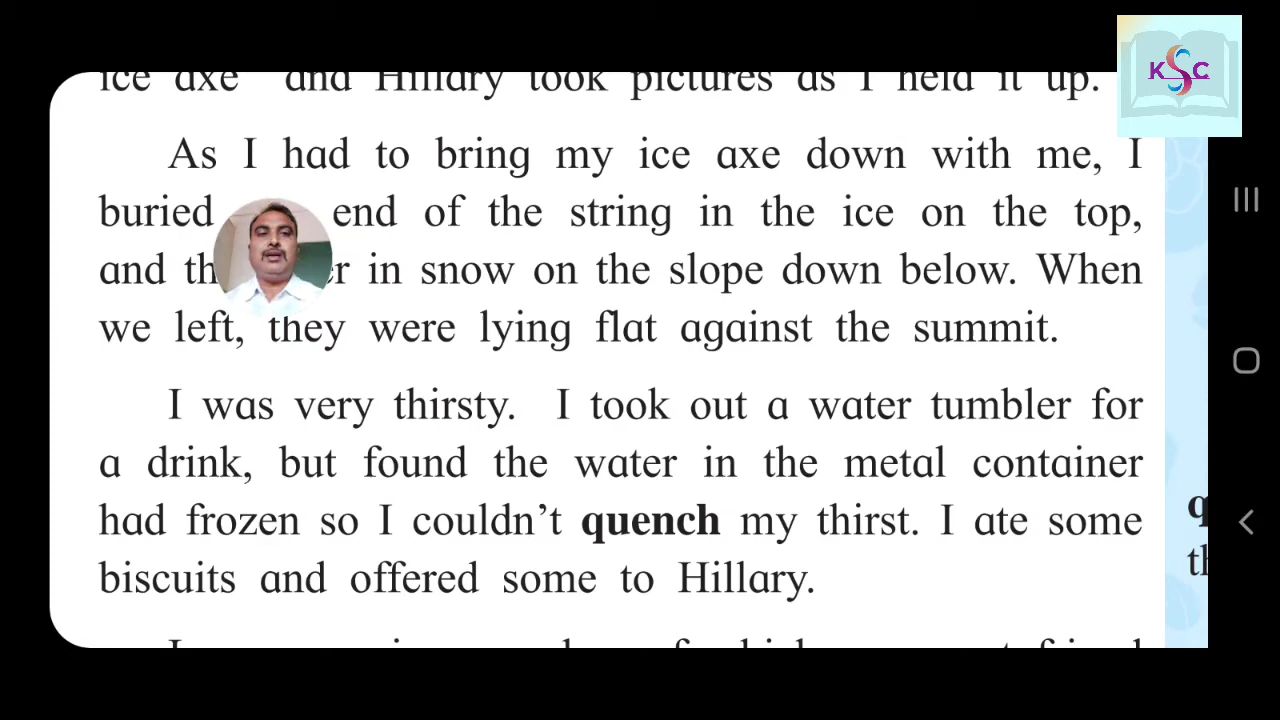 ice axe and Hillary took pictures as I held it up.
KSC
As I had to bring my ice axe down with me, I
buried end of the string in the ice on the top,
and in snow on the slope down below. When
we left, they were lying flat against the summit.
I was very thirsty. I took out a water tumbler for
a drink, but found the water in the metal container
had frozen so I couldn't quench my thirst. I ate some
biscuits and offered some to Hillary.